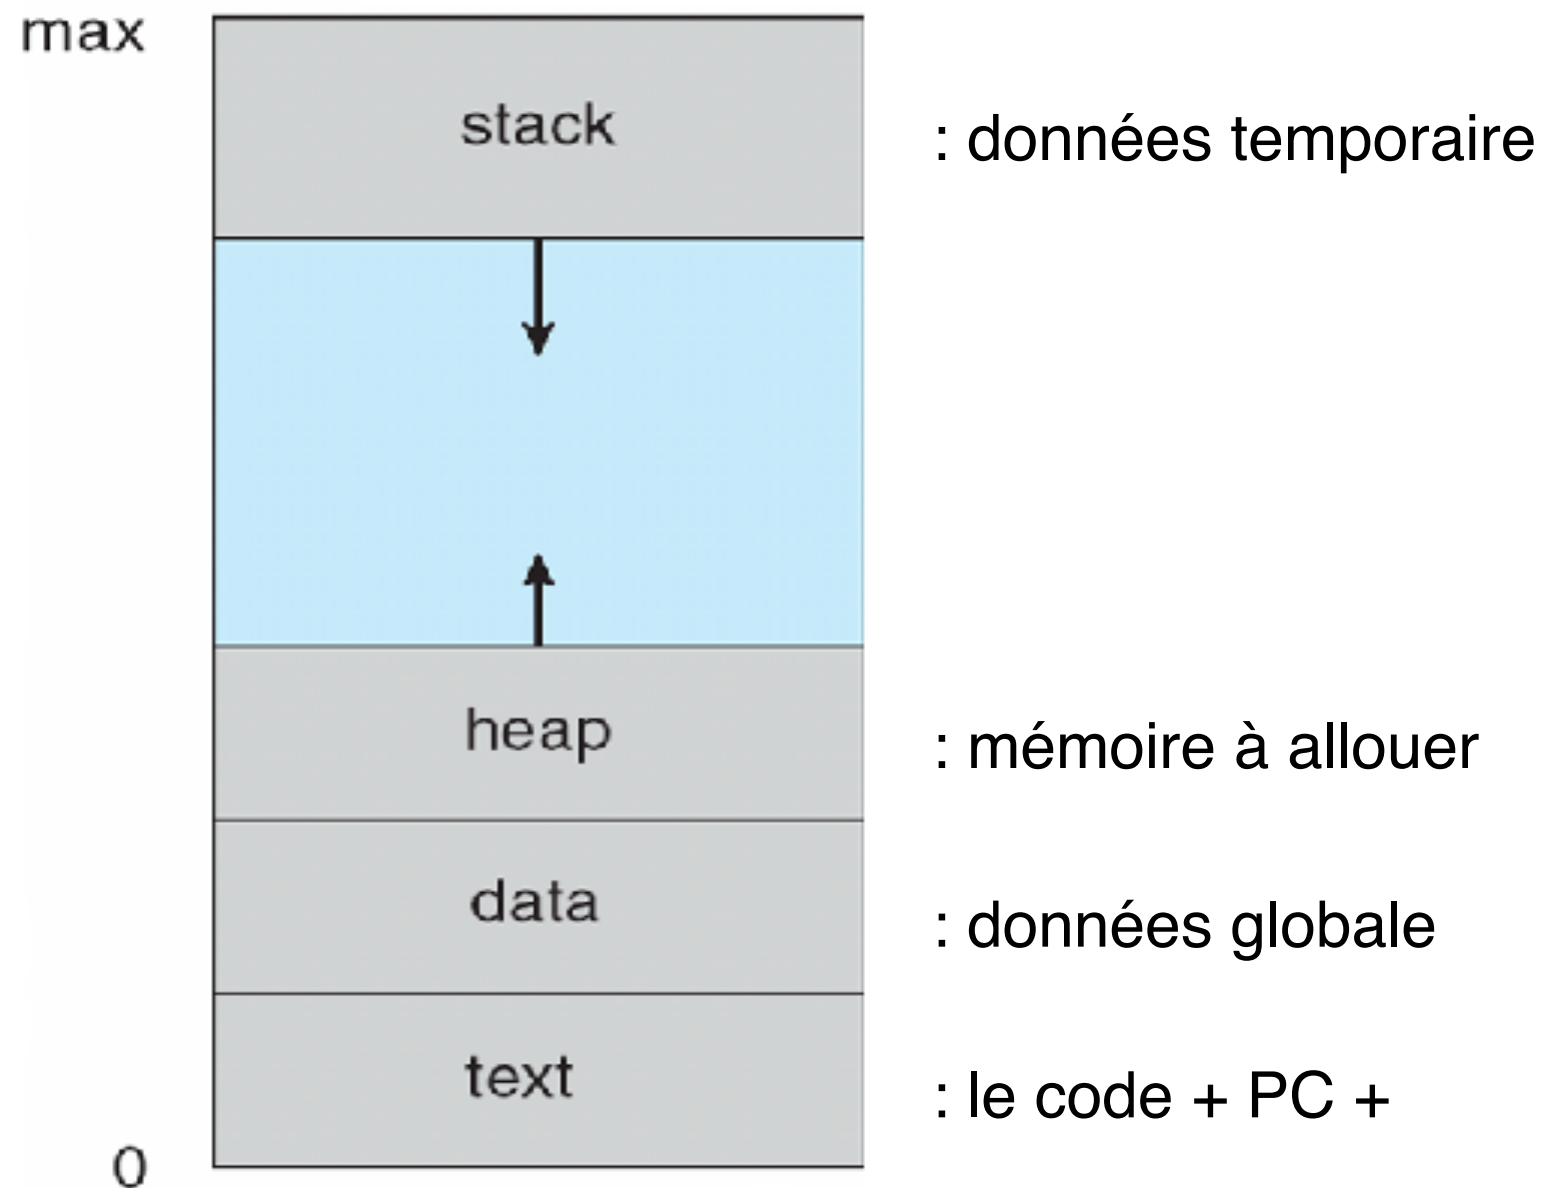 max
stack : données temporaire
heap : mémoire à allouer
data : données globale
text : le code + PC +
0